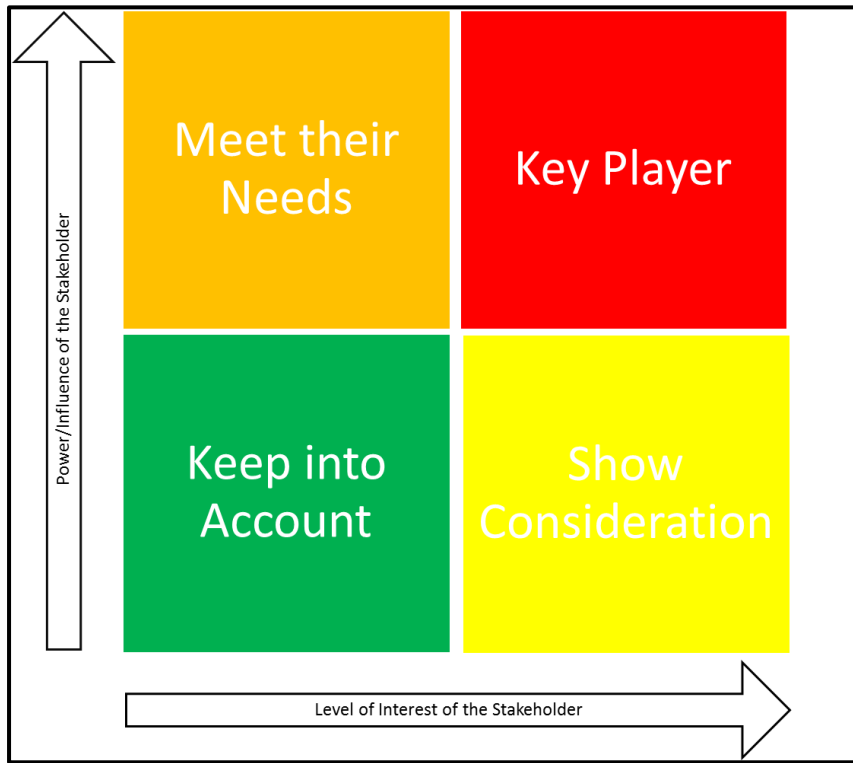 Power/Influence of the Stakeholder
Meet their
Needs
Key Player
Keep into
Account
Show
Consideration
Level of Interest of the Stakeholder